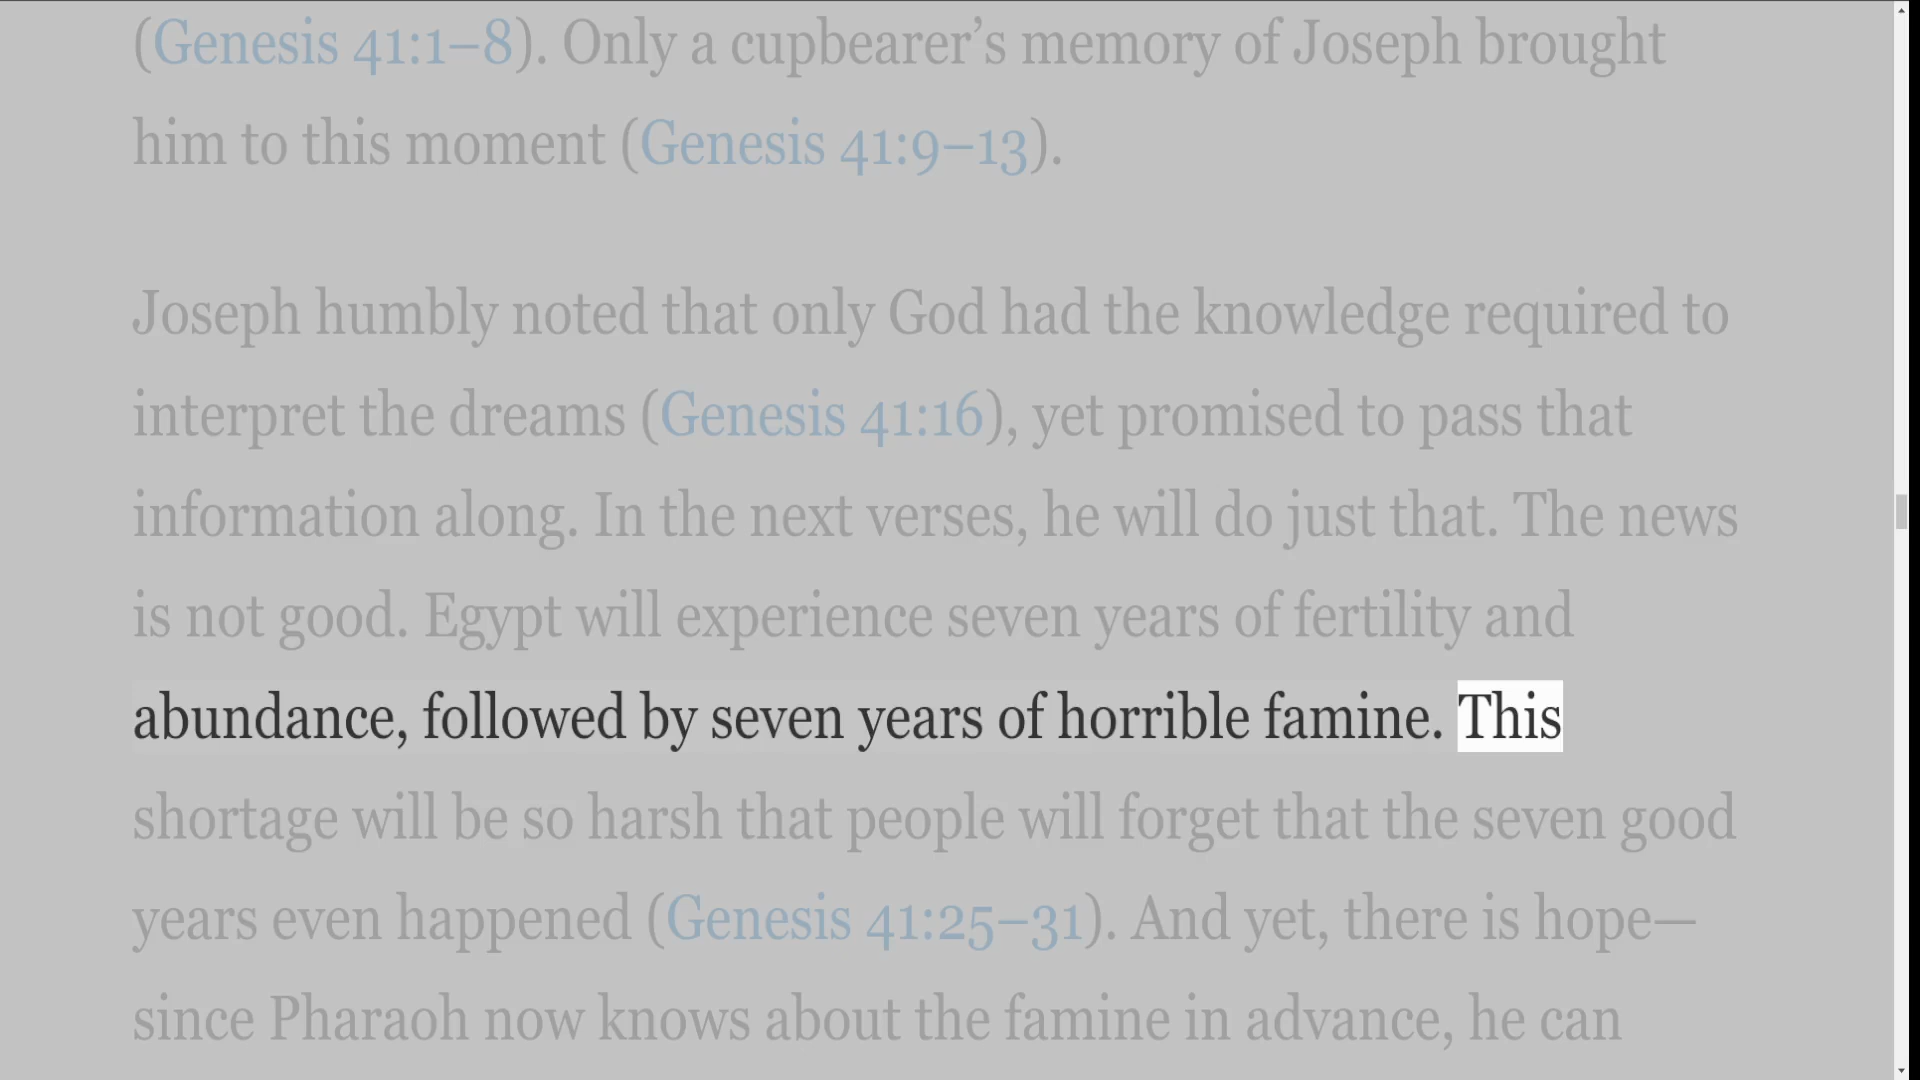 (Genesis 41:1–8). Only a cupbearer’s memory of Joseph brought
him to this moment (Genesis 41:9–13).
Joseph humbly noted that only God had the knowledge required to
interpret the dreams (Genesis 41:16), yet promised to pass that
information along. In the next verses, he will do just that. The news
is not good. Egypt will experience seven years of fertility and
abundance, followed by seven years of horrible famine. This
shortage will be so harsh that people will forget that the seven good
years even happened (Genesis 41:25–31). And yet, there is hope—
since Pharaoh now knows about the famine in advance, he can